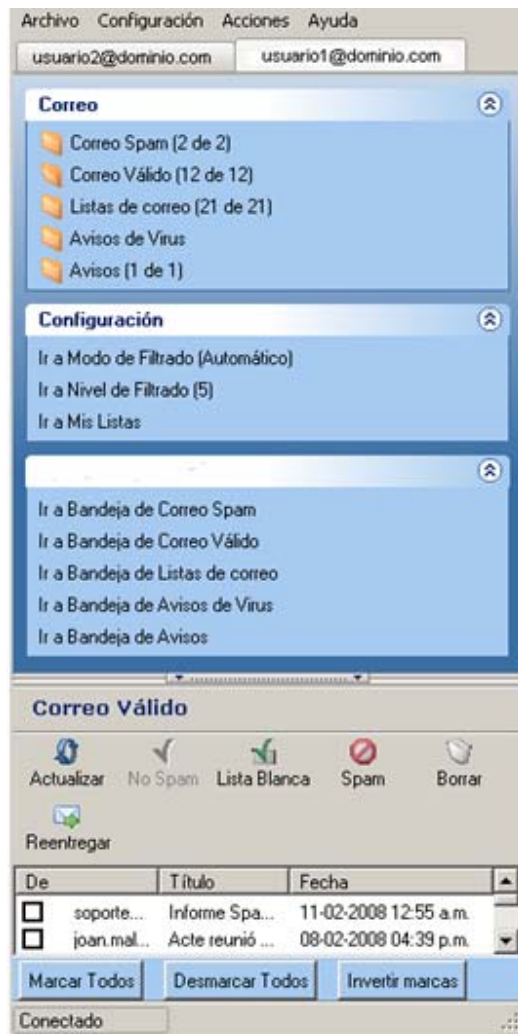 Archivo Configuración Acciones Ayuda
usuario2@dominio.com usuario1@dominio.com
Correo
Correo Spam (2 de 2)
Correo Válido (12 de 12)
Listas de correo (21 de 21)
Avisos de Virus
Avisos (1 de 1)
Configuración
Ir a Modo de Filtrado (Automático)
Ir a Nivel de Filtrado (5)
Ir a Mis Listas
Ir a Bandeja de Correo Spam
Ir a Bandeja de Correo Válido
Ir a Bandeja de Listas de correo
Ir a Bandeja de Avisos de Virus
Ir a Bandeja de Avisos
Correo Válido
Actualizar No Spam Lista Blanca Spam Borrar
Reentregar
De Título Fecha
soporte... Informe Spa... 11-02-2008 12:55 a.m.
joan.mal... Acte reunió ... 08-02-2008 04:39 p.m.
Marcar Todos Desmarcar Todos Invertir marcas
Conectado